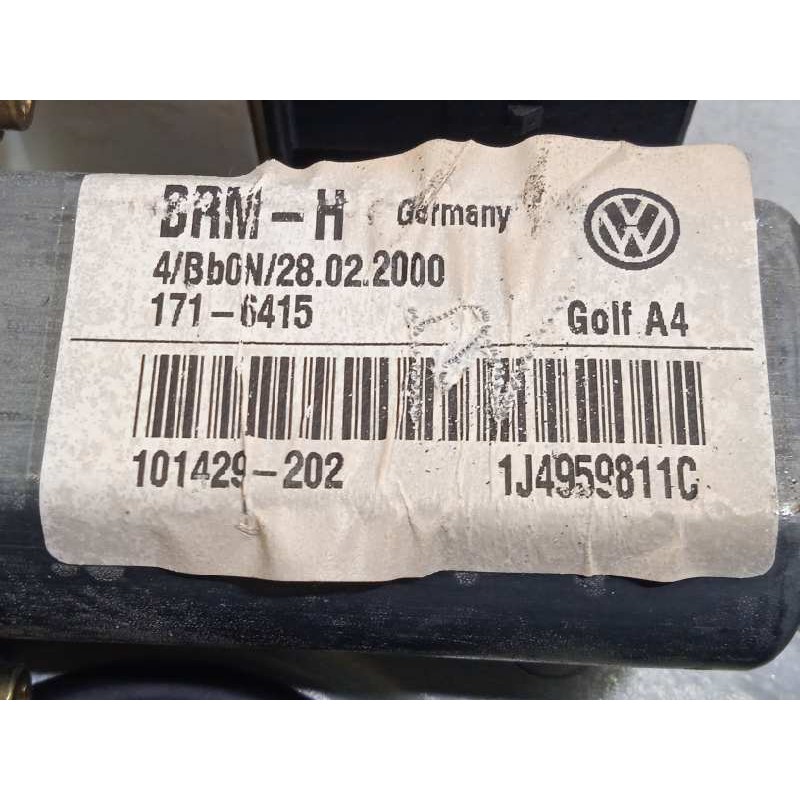 BRM-H Germany
4/Bb0N/28.02.2000
171-6415 Golf A4
101429-202 1J4959811C